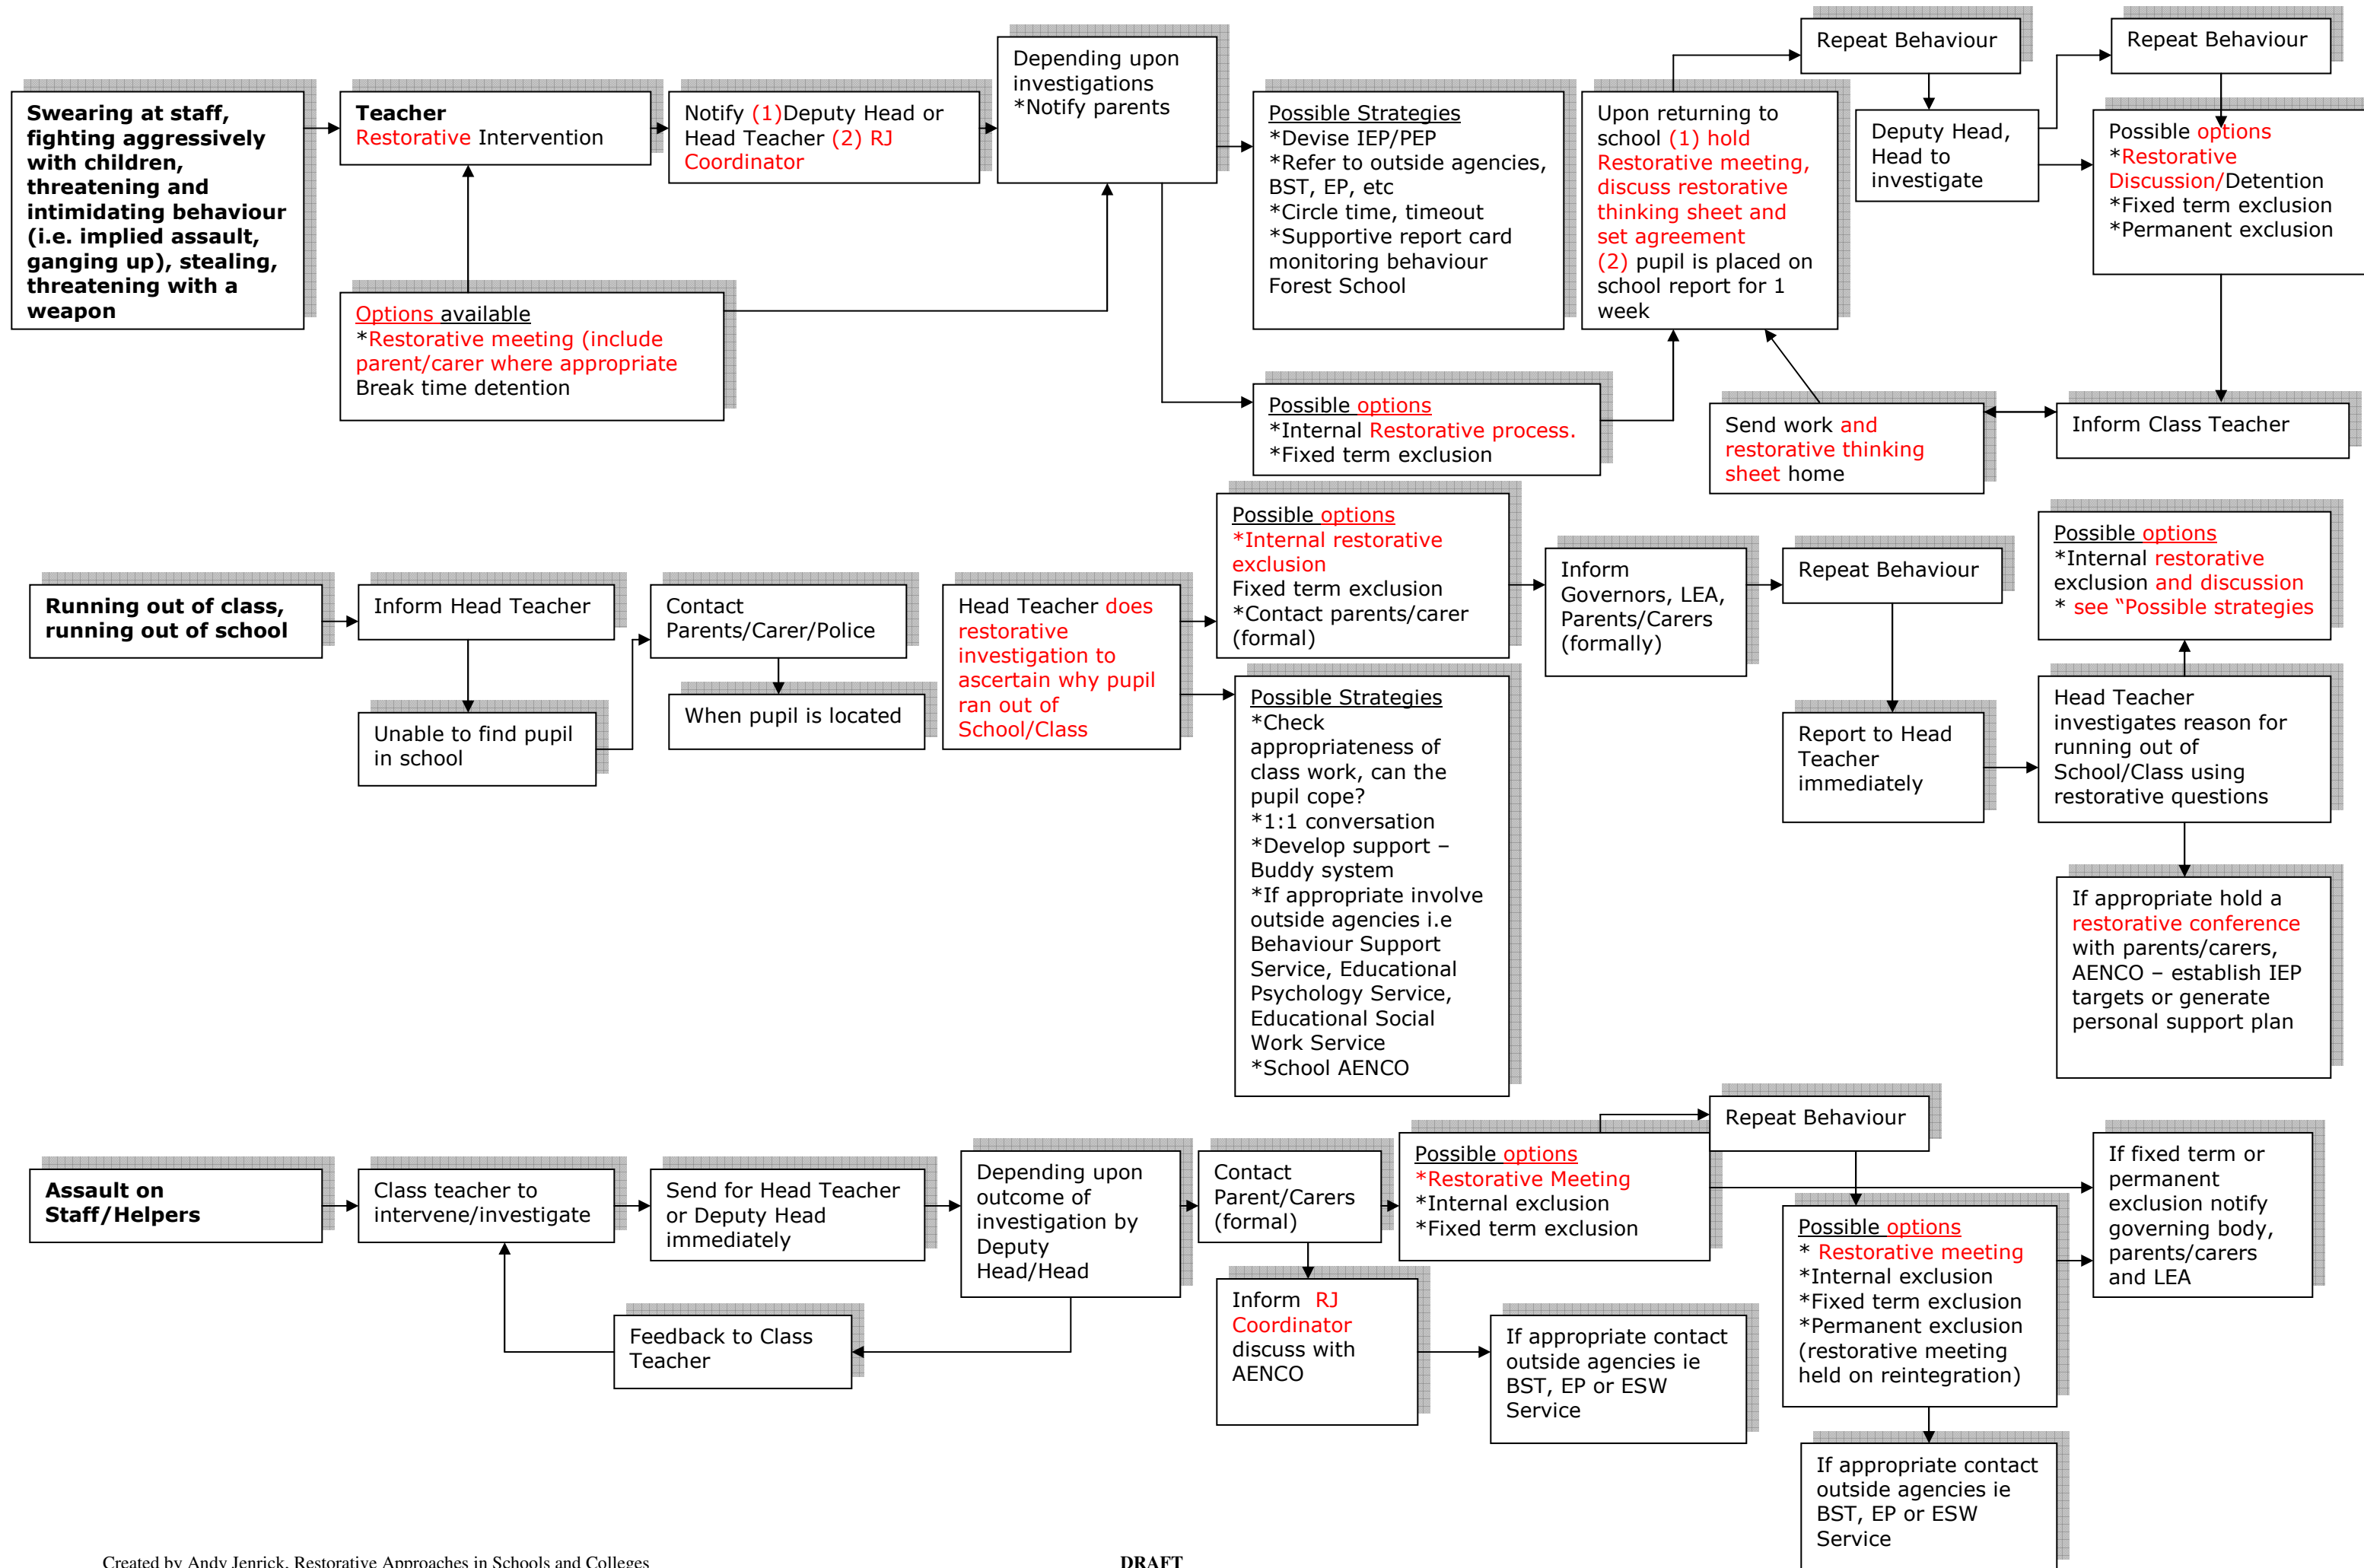 Swearing at staff,
fighting aggressively
with children,
threatening and
intimidating behaviour
(i.e. implied assault,
ganging up), stealing,
threatening with a
weapon
Teacher
Restorative Intervention
Options available
*Restorative meeting (include
parent/carer where appropriate
Break time detention
Notify (1)Deputy Head or
Head Teacher (2) RJ
Coordinator
Depending upon
investigations
*Notify parents
Possible Strategies
*Devise IEP/PEP
*Refer to outside agencies,
BST, EP, etc
*Circle time, timeout
*Supportive report card
monitoring behaviour
Forest School
Possible options
*Internal Restorative process.
*Fixed term exclusion
Upon returning to
school (1) hold
Restorative meeting,
discuss restorative
thinking sheet and
set agreement
(2) pupil is placed on
school report for 1
week
Repeat Behaviour
Deputy Head,
Head to
investigate
Repeat Behaviour
Possible options
*Restorative
Discussion/Detention
*Fixed term exclusion
*Permanent exclusion
Send work and
restorative thinking
sheet home
Inform Class Teacher
Running out of class,
running out of school
Inform Head Teacher
Unable to find pupil
in school
Contact
Parents/Carer/Police
When pupil is located
Head Teacher does
restorative
investigation to
ascertain why pupil
ran out of
School/Class
Possible options
*Internal restorative
exclusion
Fixed term exclusion
*Contact parents/carer
(formal)
Possible Strategies
*Check
appropriateness of
class work, can the
pupil cope?
*1:1 conversation
*Develop support –
Buddy system
*If appropriate involve
outside agencies i.e
Behaviour Support
Service, Educational
Psychology Service,
Educational Social
Work Service
*School AENCO
Inform
Governors, LEA,
Parents/Carers
(formally)
Repeat Behaviour
Report to Head
Teacher
immediately
Possible options
*Internal restorative
exclusion and discussion
* see “Possible strategies
Head Teacher
investigates reason for
running out of
School/Class using
restorative questions
If appropriate hold a
restorative conference
with parents/carers,
AENCO – establish IEP
targets or generate
personal support plan
Assault on
Staff/Helpers
Class teacher to
intervene/investigate
Send for Head Teacher
or Deputy Head
immediately
Feedback to Class
Teacher
Depending upon
outcome of
investigation by
Deputy
Head/Head
Contact
Parent/Carers
(formal)
Inform RJ
Coordinator
discuss with
AENCO
Possible options
*Restorative Meeting
*Internal exclusion
*Fixed term exclusion
If appropriate contact
outside agencies ie
BST, EP or ESW
Service
Repeat Behaviour
Possible options
* Restorative meeting
*Internal exclusion
*Fixed term exclusion
*Permanent exclusion
(restorative meeting
held on reintegration)
If fixed term or
permanent
exclusion notify
governing body,
parents/carers
and LEA
If appropriate contact
outside agencies ie
BST, EP or ESW
Service
Created by Andy Jenrick, Restorative Approaches in Schools and Colleges
DRAFT